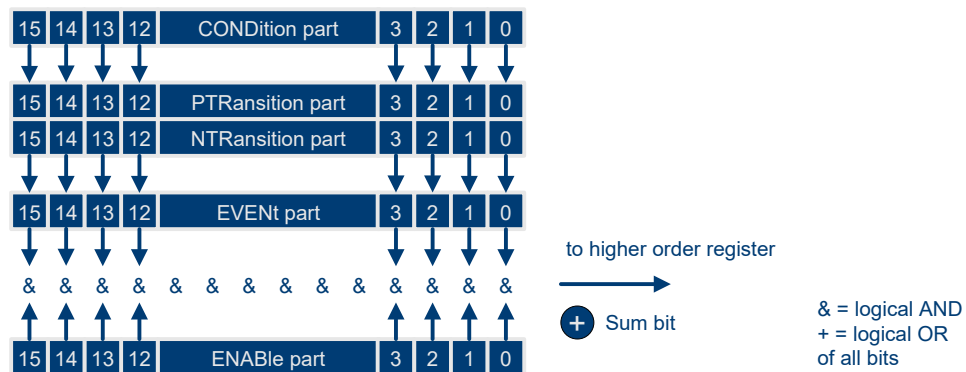 15 14 13 12 CONDition part 3 2 1 0
15 14 13 12 PTRansition part 3 2 1 0
15 14 13 12 NTRansition part 3 2 1 0
15 14 13 12 EVENt part 3 2 1 0
to higher order register
& & & & & & & & & & & & & &
+ Sum bit
& = logical AND
+ = logical OR
of all bits
15 14 13 12 ENABle part 3 2 1 0